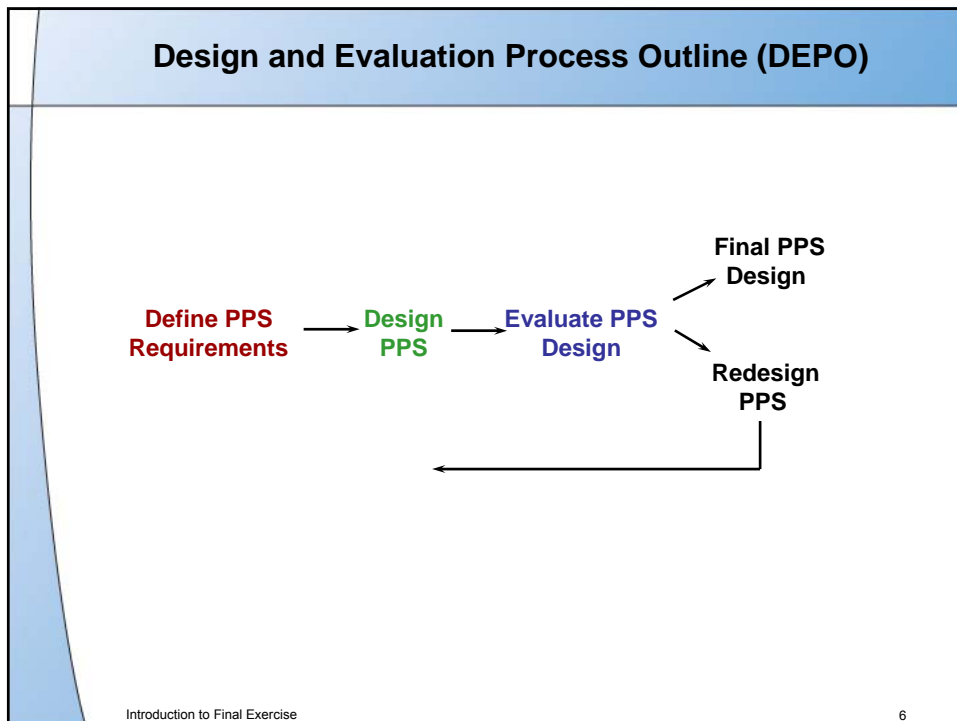 Design and Evaluation Process Outline (DEPO)
Define PPS
Requirements
Design
PPS
Evaluate PPS
Design
Final PPS
Design
Redesign
PPS
Introduction to Final Exercise
6